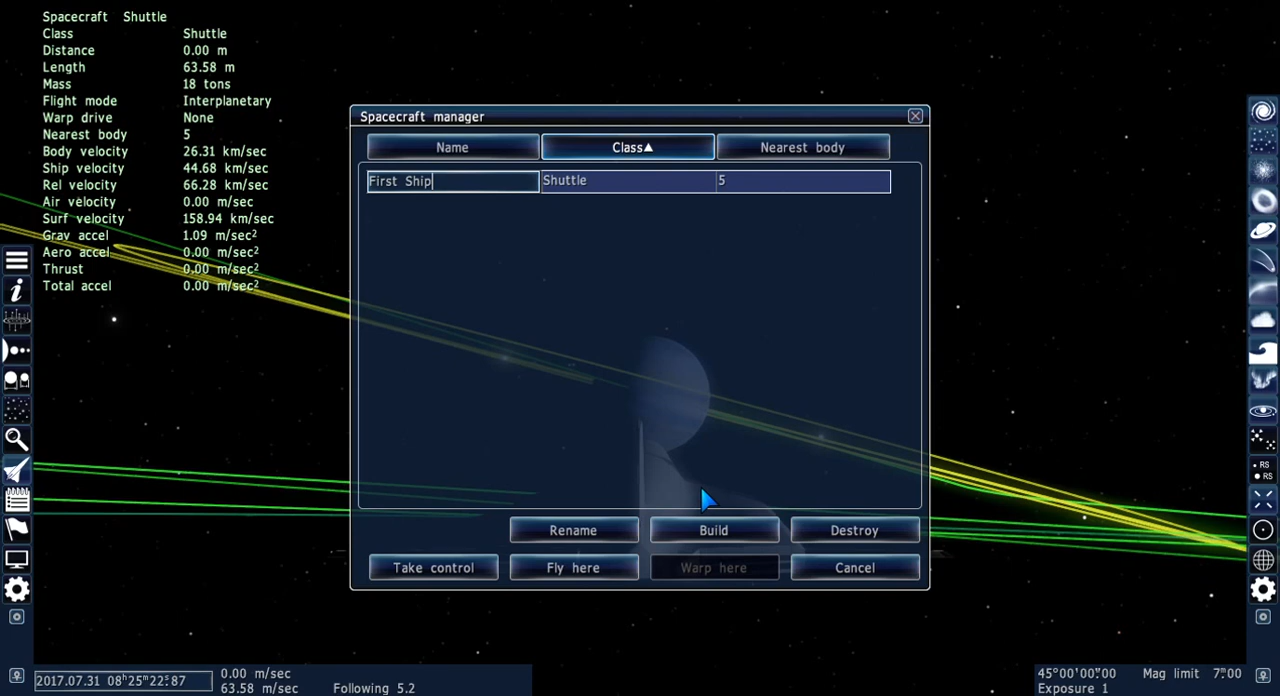 Spacecraft Shuttle
Class Shuttle
Distance 0.00 m
Length 63.58 m
Mass 18 tons
Flight mode Interplanetary
Warp drive None
Nearest body 5
Body velocity 26.31 km/sec
Ship velocity 44.68 km/sec
Rel velocity 66.28 km/sec
Air velocity 0.00 m/sec
Surf velocity 158.94 km/sec
Grav accel 1.09 m/sec²
Aero accel 0.00 m/sec²
Thrust 0.00 m/sec²
Total accel 0.00 m/sec²
Spacecraft manager
Name Class▲ Nearest body
First Ship Shuttle 5
Rename Build Destroy
Take control Fly here Warp here Cancel
RS
RS
2017.07.31 08ʰ25ᵐ22ˢ.87
0.00 m/sec
63.58 m/sec Following 5.2
45°00'00."00 Mag limit 7ᵐ00
Exposure 1